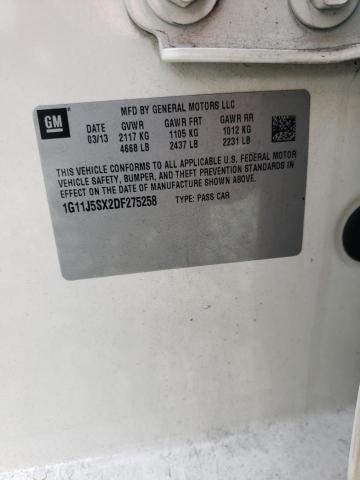 GM
MFD BY GENERAL MOTORS LLC
DATE GVWR GAWR FRT GAWR RR
03/13 2117 KG 1105 KG 1012 KG
4668 LB 2437 LB 2231 LB
THIS VEHICLE CONFORMS TO ALL APPLICABLE U.S. FEDERAL MOTOR
VEHICLE SAFETY, BUMPER, AND THEFT PREVENTION STANDARDS IN
EFFECT ON THE DATE OF MANUFACTURE SHOWN ABOVE.
1G11J5SX2DF275258 TYPE: PASS CAR